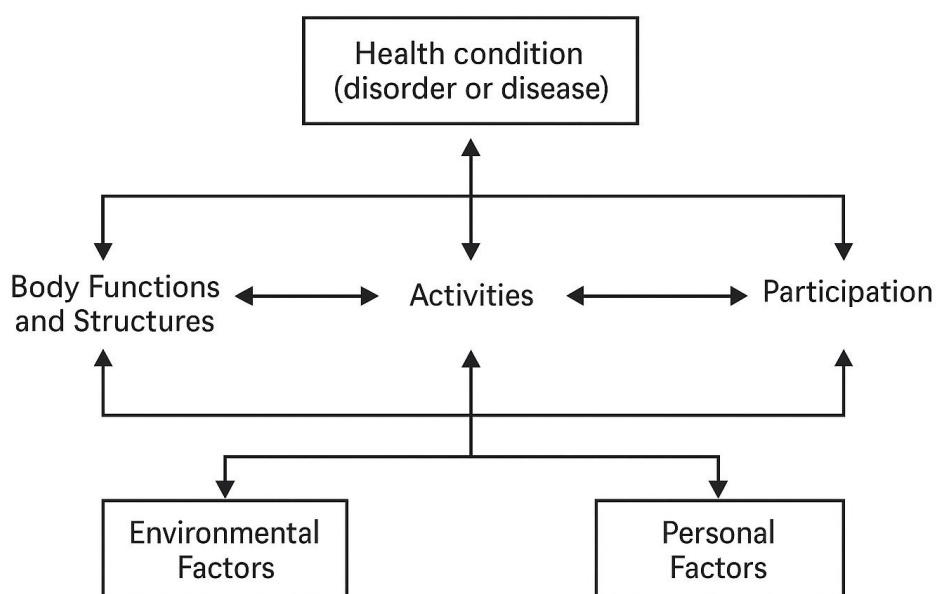 Health condition
(disorder or disease)
Body Functions
and Structures
Activities
Participation
Environmental
Factors
Personal
Factors